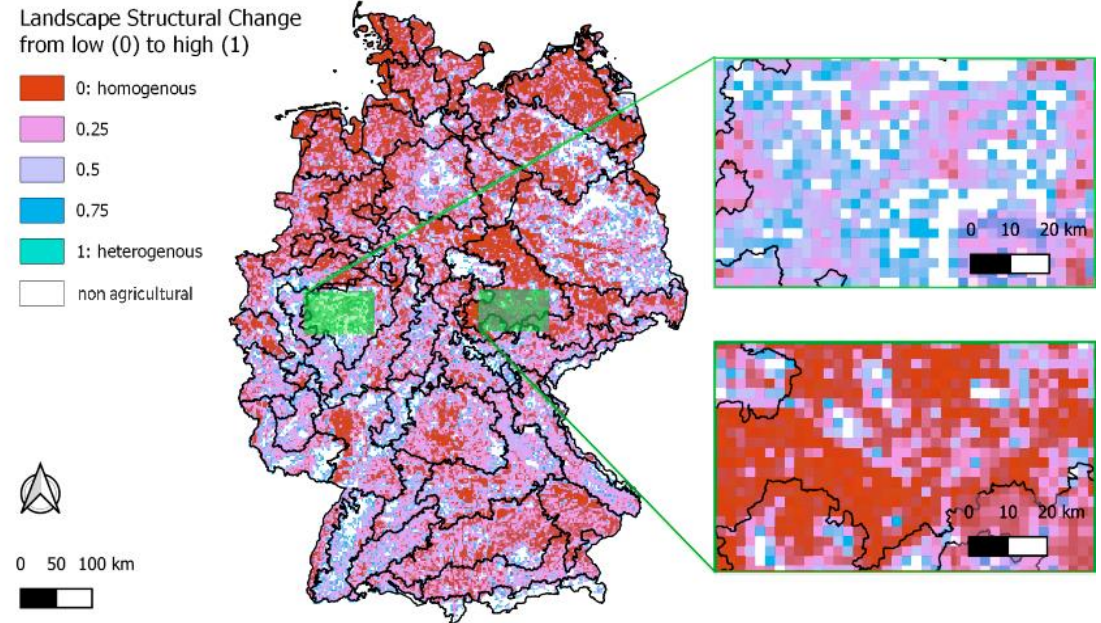 Landscape Structural Change
from low (0) to high (1)
0: homogenous
0.25
0.5
0.75
1: heterogenous
non agricultural
0 50 100 km
0 10 20 km
0 10 20 km